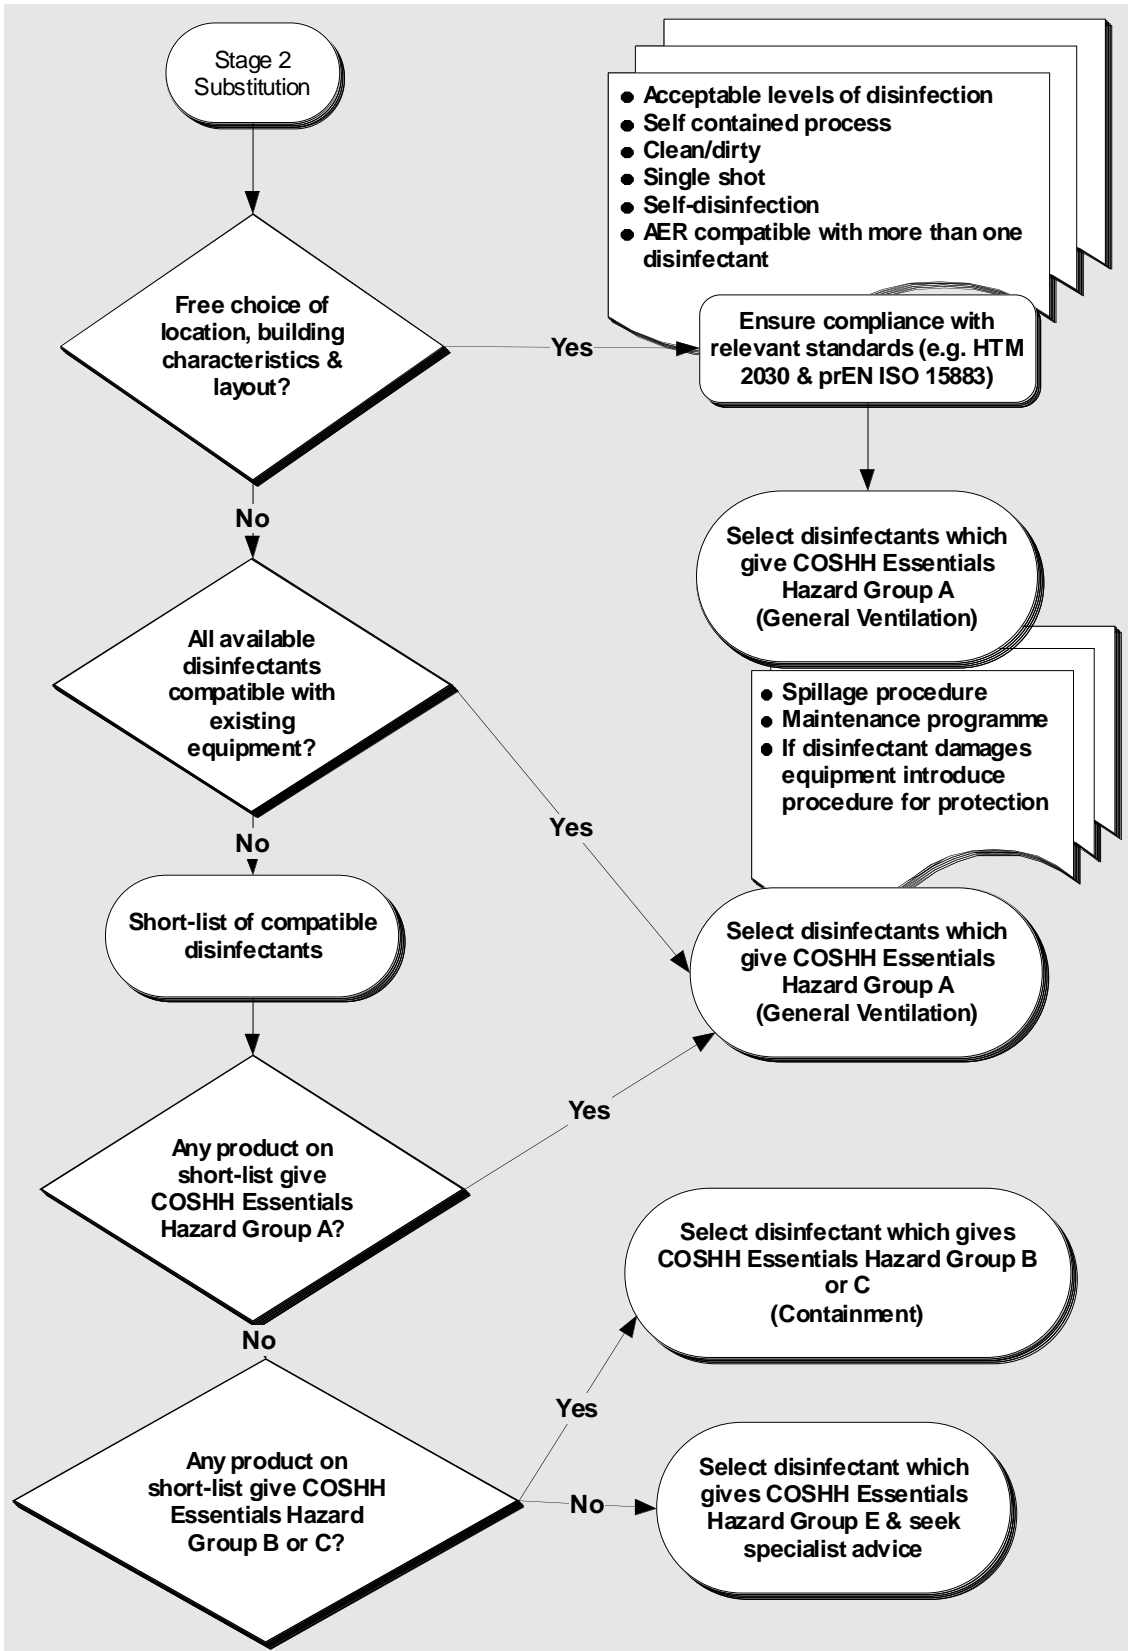 Stage 2
Substitution
● Acceptable levels of disinfection
● Self contained process
● Clean/dirty
● Single shot
● Self-disinfection
● AER compatible with more than one
disinfectant
Free choice of
location, building
characteristics &
layout?
Yes
Ensure compliance with
relevant standards (e.g. HTM
2030 & prEN ISO 15883)
No
Select disinfectants which
give COSHH Essentials
Hazard Group A
(General Ventilation)
All available
disinfectants
compatible with
existing
equipment?
● Spillage procedure
● Maintenance programme
● If disinfectant damages
equipment introduce
procedure for protection
Yes
No
Short-list of compatible
disinfectants
Select disinfectants which
give COSHH Essentials
Hazard Group A
(General Ventilation)
Yes
Any product on
short-list give
COSHH Essentials
Hazard Group A?
Select disinfectant which gives
COSHH Essentials Hazard Group B
or C
(Containment)
No
Yes
Any product on
short-list give COSHH
Essentials Hazard
Group B or C?
No
Select disinfectant which
gives COSHH Essentials
Hazard Group E & seek
specialist advice